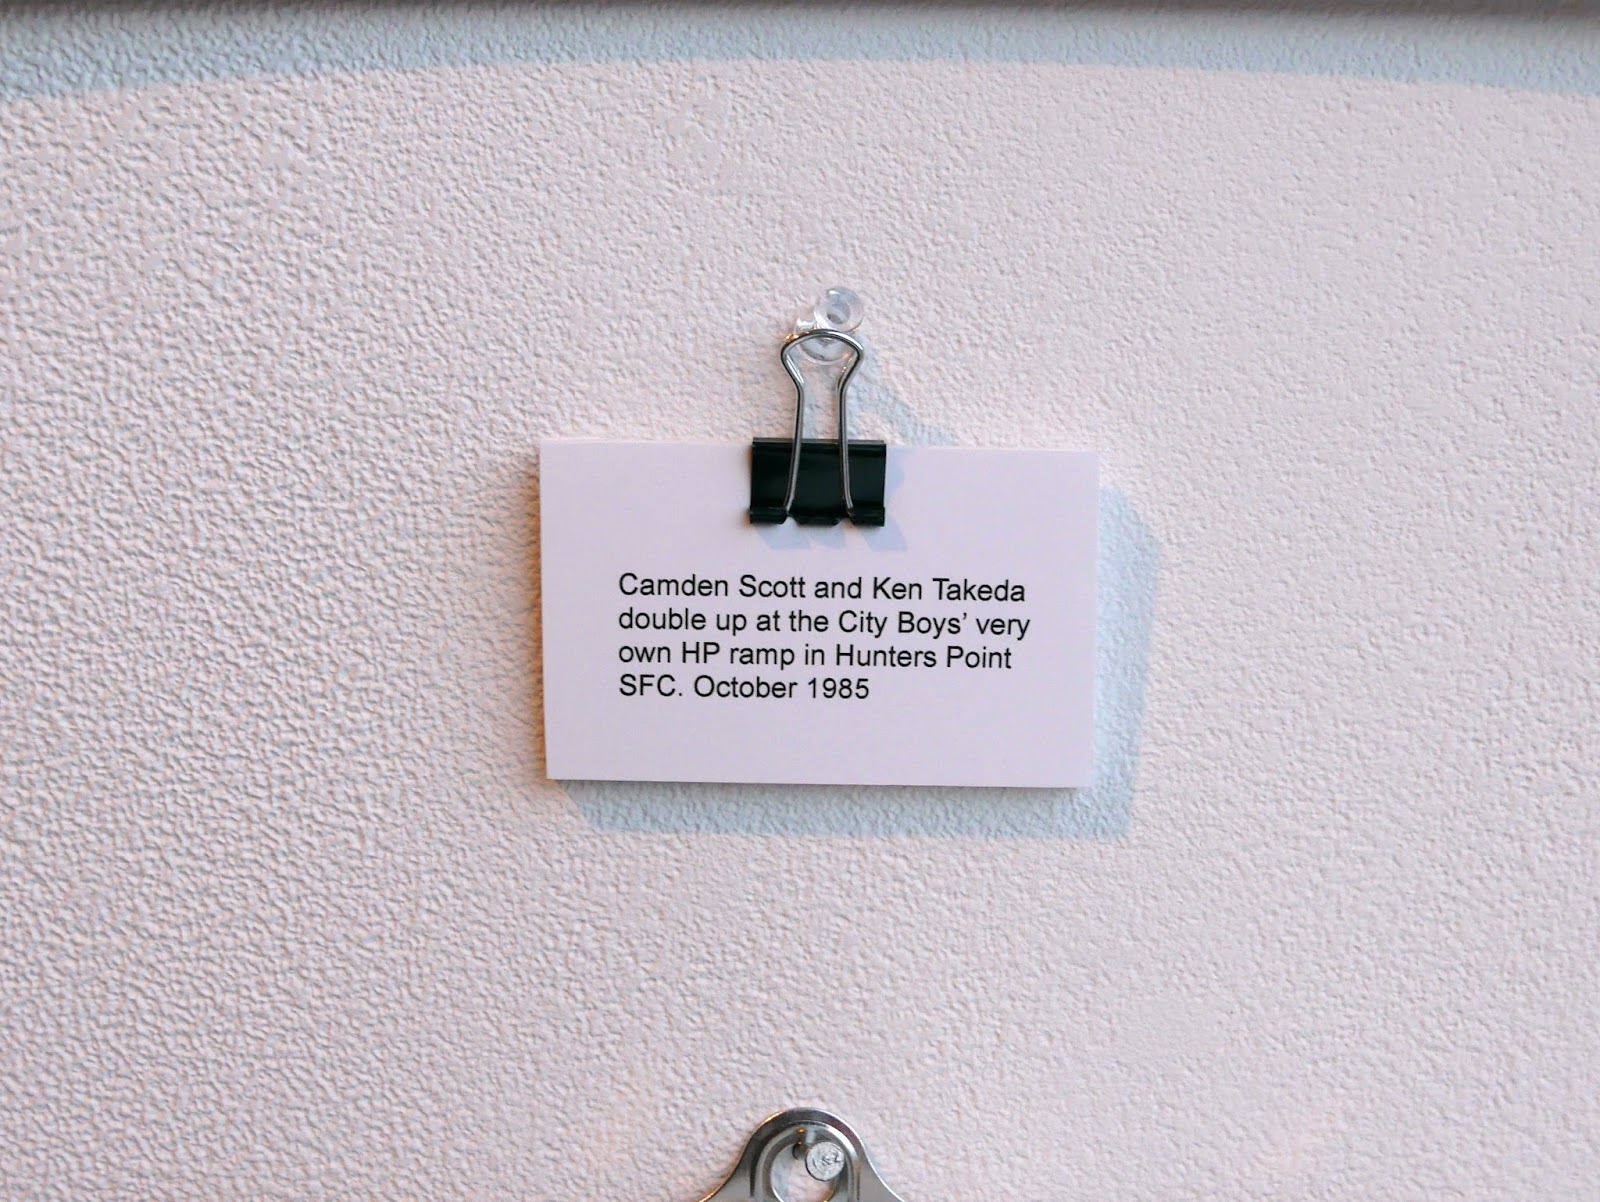 Camden Scott and Ken Takeda
double up at the City Boys’ very
own HP ramp in Hunters Point
SFC. October 1985